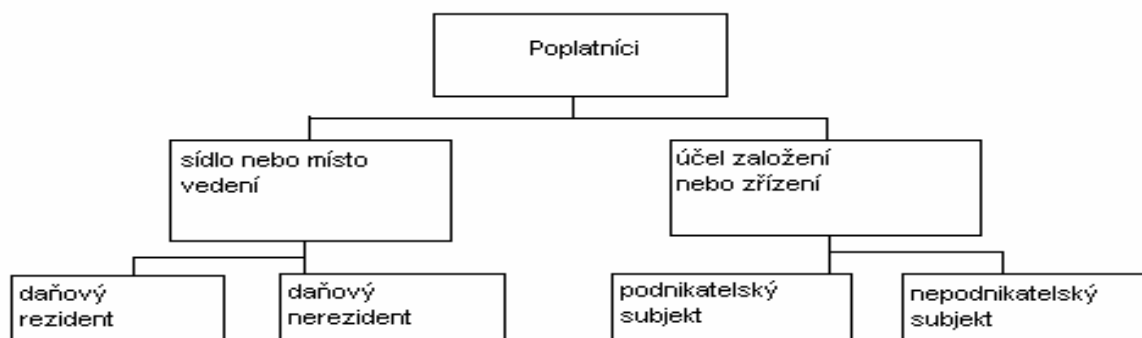 Poplatníci
sídlo nebo místo
vedení
účel založení
nebo zřízení
daňový
rezident
daňový
nerezident
podnikatelský
subjekt
nepodnikatelský
subjekt